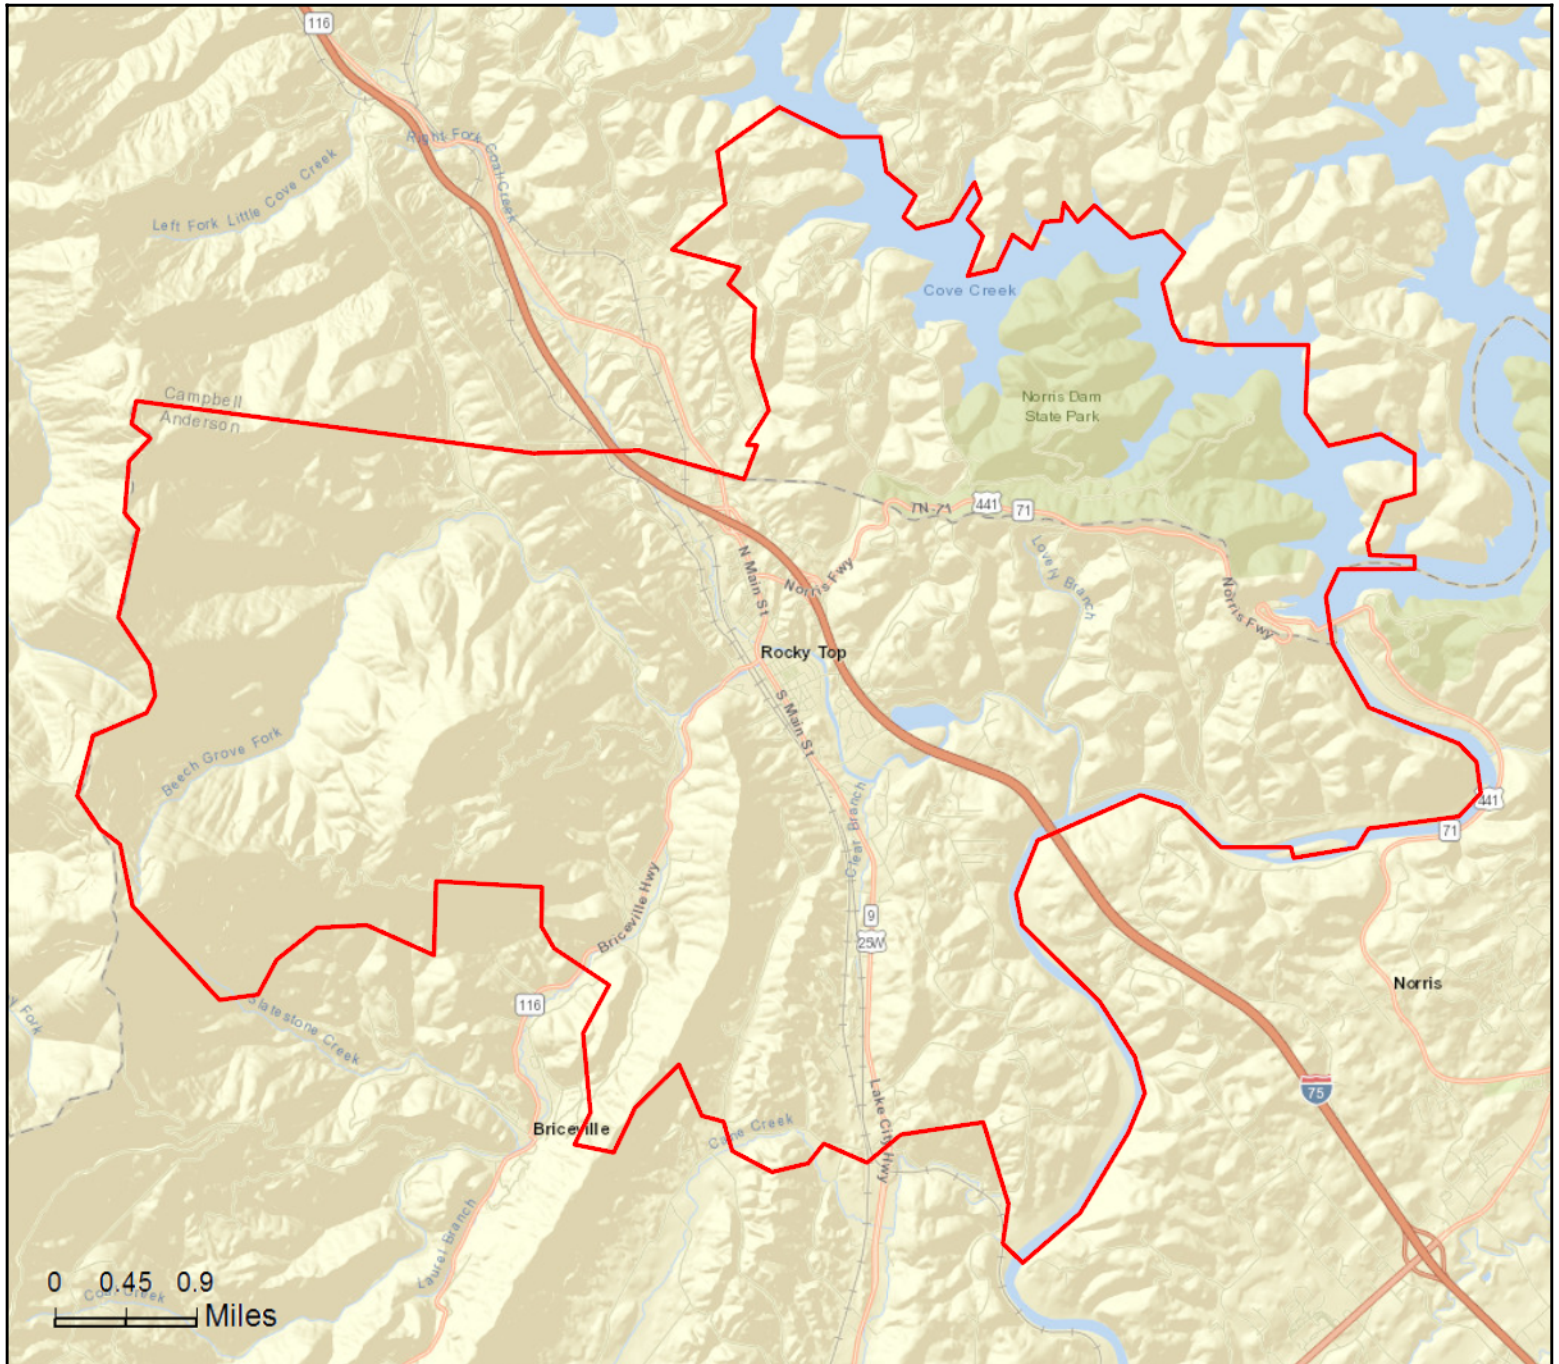 116
Right Fork Coal Creek
Left Fork Little Cove Creek
Cove Creek
Campbell
Anderson
Norris Dam
State Park
TN-71
441
71
Lovely Branch
N Main St
Norris Fwy
Norris Fwy
Rocky Top
S Main St
Beech Grove Fork
441
71
Clear Branch
Briceville Hwy
9
25W
Norris
116
Slatestone Creek
Fork
75
Lake City Hwy
Briceville
Cane Creek
Laurel Branch
0 0.45 0.9
Miles
Creek